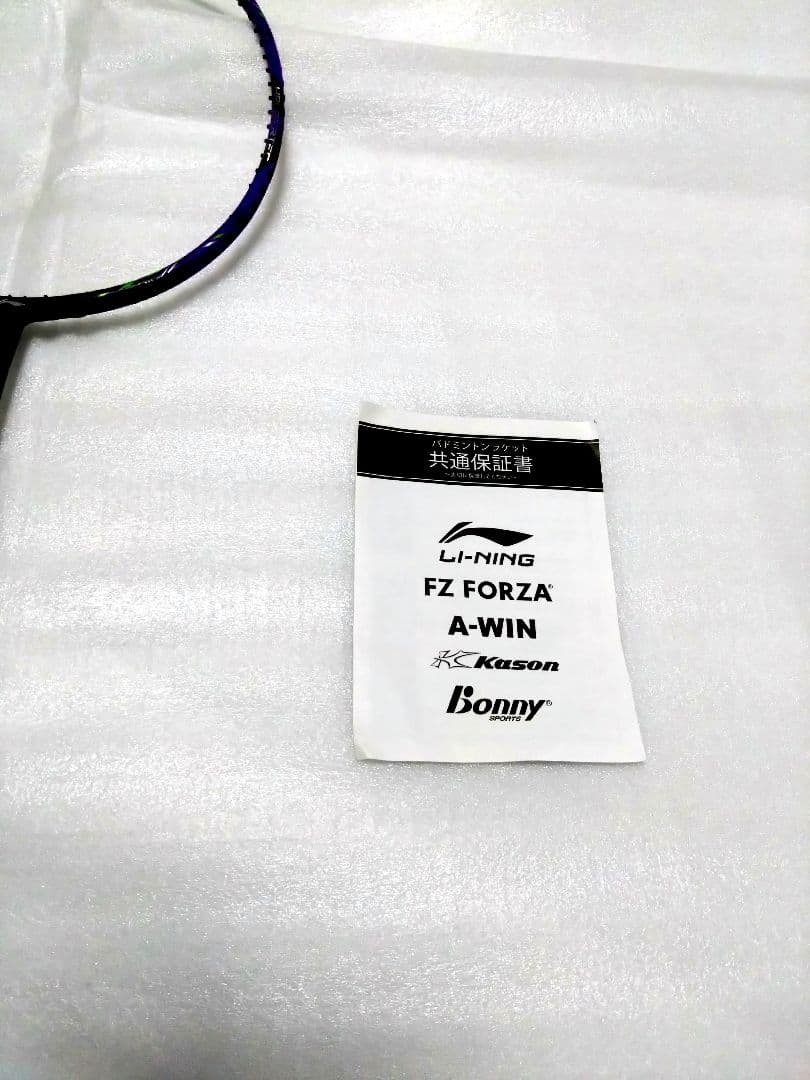 バドミントンラケット
共通保証書
LI-NING
FZ FORZA®
A-WIN
Kason
Bonny®
SPORTS